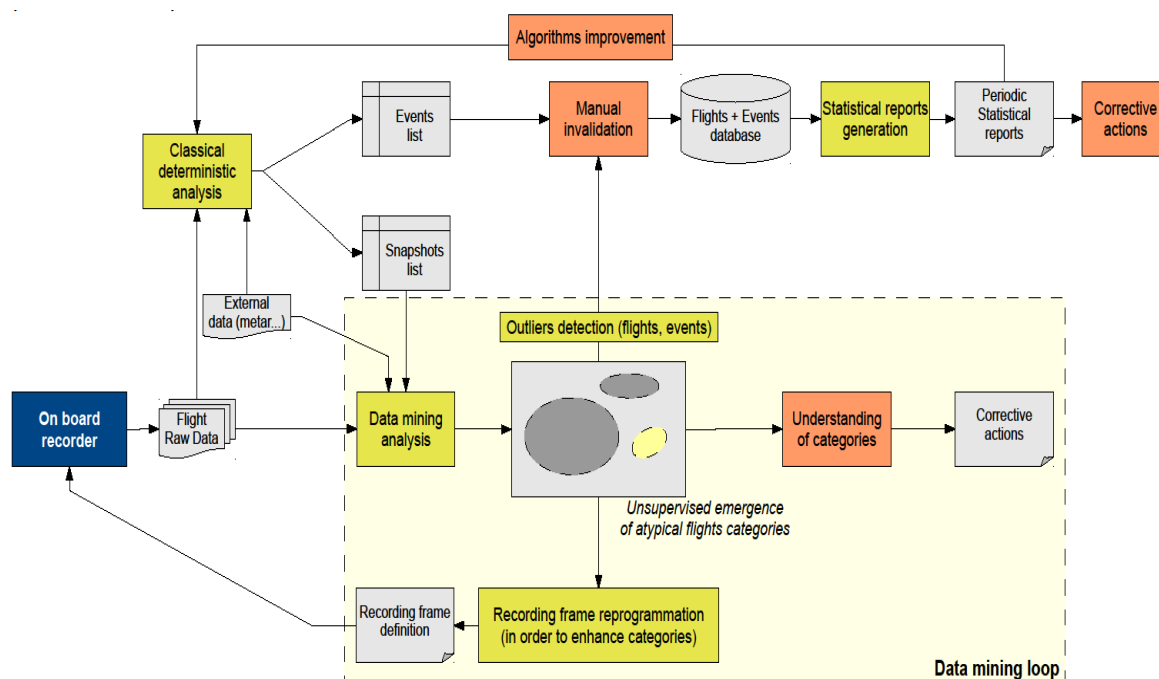 Algorithms improvement
Events
list
Manual
invalidation
Flights + Events
database
Statistical reports
generation
Periodic
Statistical
reports
Corrective
actions
Classical
deterministic
analysis
Snapshots
list
External
data (metar...)
Outliers detection (flights, events)
On board
recorder
Flight
Raw Data
Data mining
analysis
Understanding
of categories
Corrective
actions
Unsupervised emergence
of atypical flights categories
Recording frame
definition
Recording frame reprogrammation
(in order to enhance categories)
Data mining loop